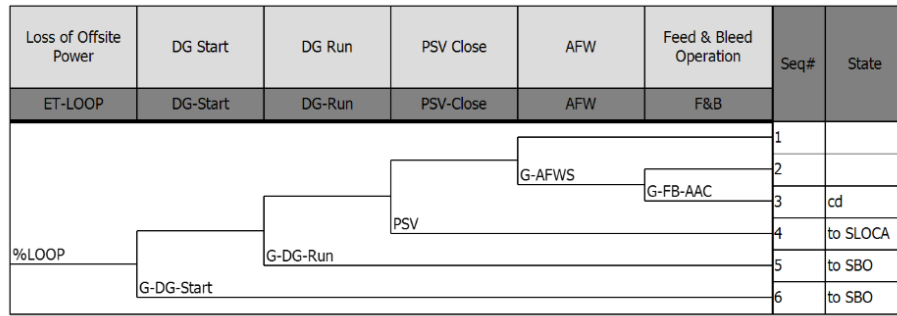 Loss of Offsite
Power
DG Start
DG Run
PSV Close
AFW
Feed & Bleed
Operation
Seq#
State
ET-LOOP
DG-Start
DG-Run
PSV-Close
AFW
F&B
1
G-AFWS
2
G-FB-AAC
3
cd
PSV
4
to SLOCA
%LOOP
G-DG-Run
5
to SBO
G-DG-Start
6
to SBO